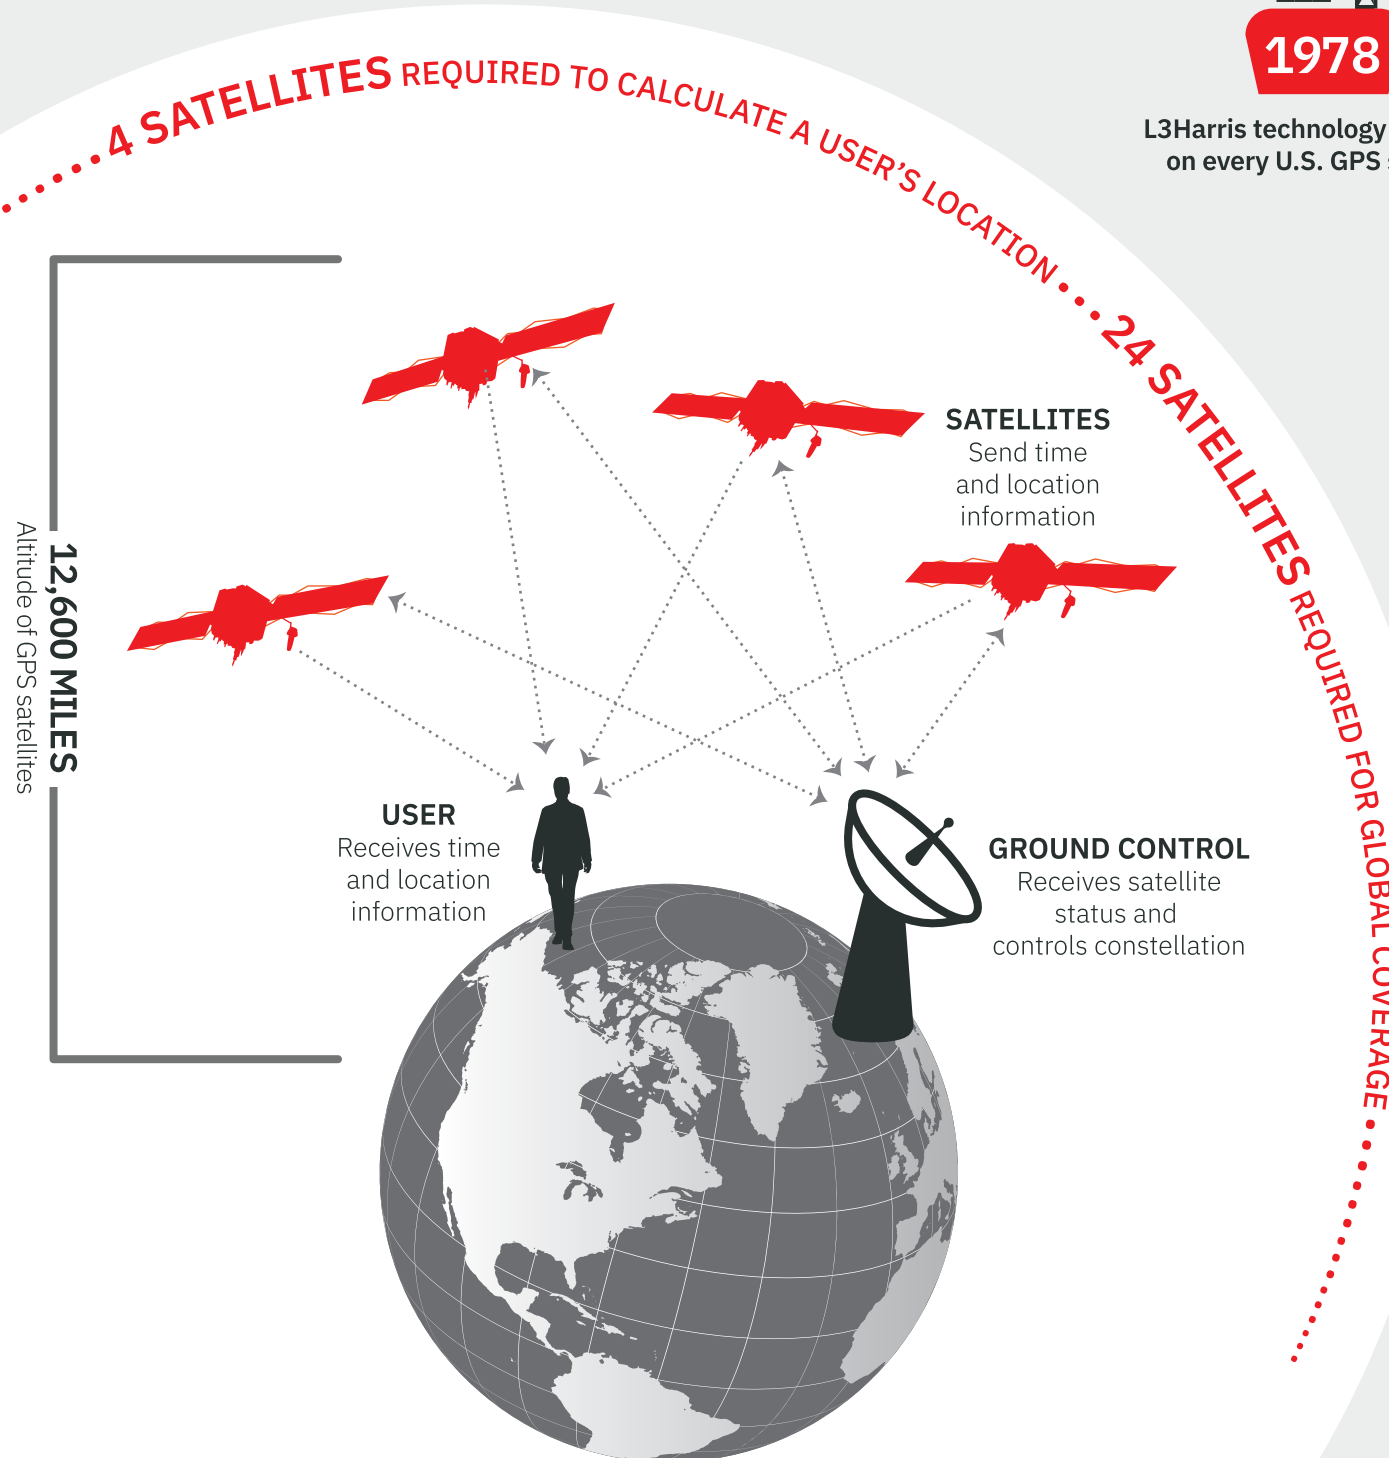 1978
L3Harris technology
on every U.S. GPS
4 SATELLITES REQUIRED TO CALCULATE A USER'S LOCATION
24 SATELLITES REQUIRED FOR GLOBAL COVERAGE
SATELLITES
Send time
and location
information
12,600 MILES
Altitude of GPS satellites
USER
Receives time
and location
information
GROUND CONTROL
Receives satellite
status and
controls constellation